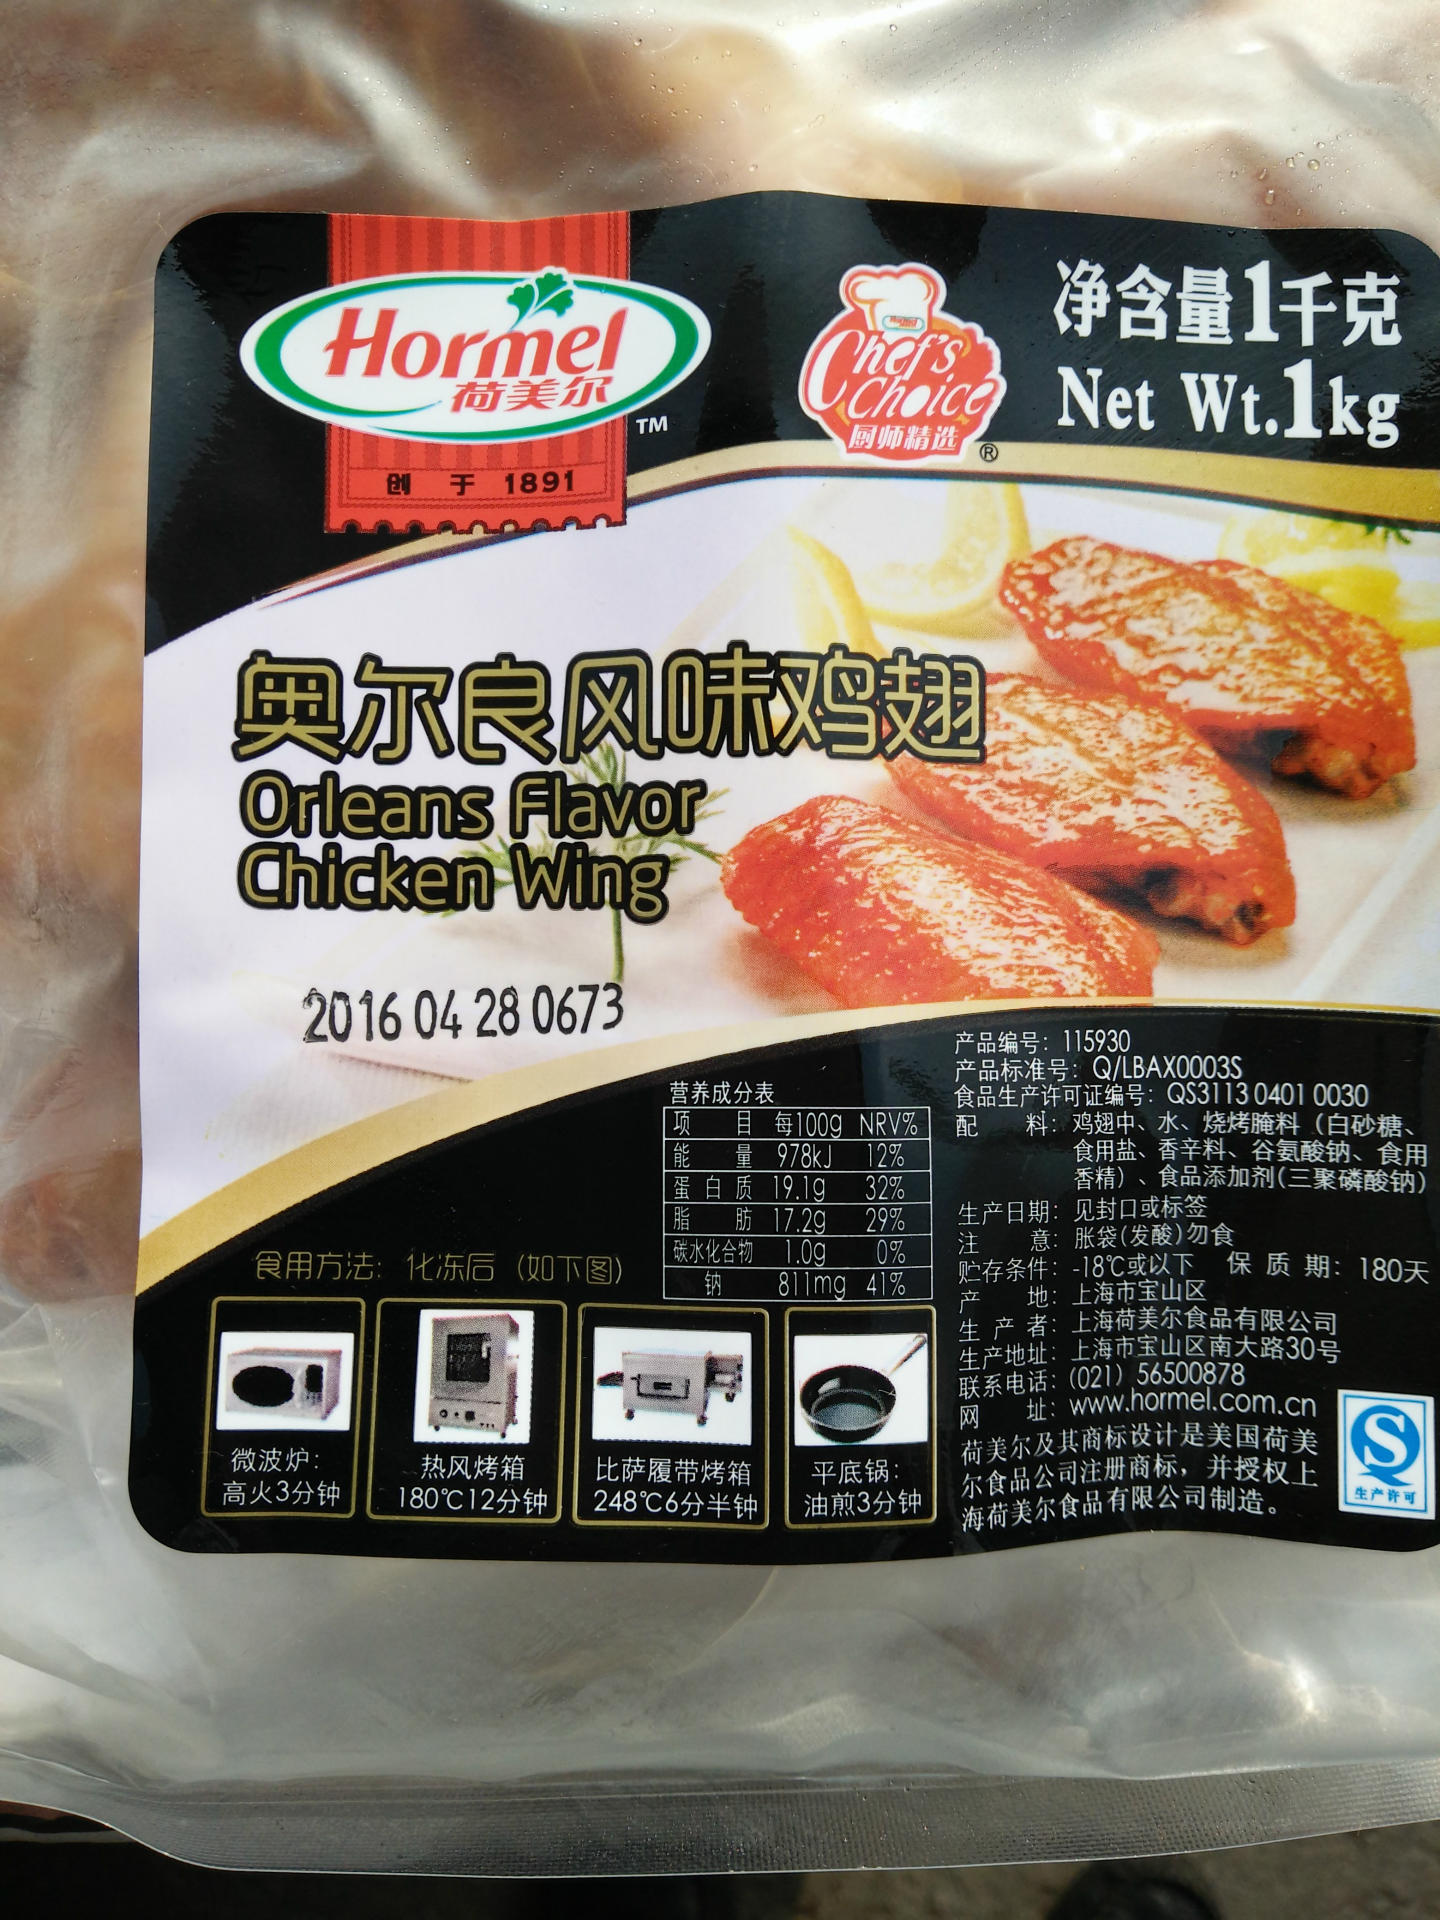 Hormel
荷美尔
TM
创于1891
Chef's
Choice
厨师精选
®
净含量1千克
Net Wt.1kg
奥尔良风味鸡翅
Orleans Flavor
Chicken Wing
2016 04 28 0673
营养成分表
项目 每100g NRV%
能量 978kJ 12%
蛋白质 19.1g 32%
脂肪 17.2g 29%
碳水化合物 1.0g 0%
钠 811mg 41%
产品编号：115930
产品标准号：Q/LBAX0003S
食品生产许可证编号：QS3113 0401 0030
配料：鸡翅中、水、烧烤腌料（白砂糖、
食用盐、香辛料、谷氨酸钠、食用
香精）、食品添加剂(三聚磷酸钠）
生产日期：见封口或标签
注意：胀袋(发酸)勿食
贮存条件：-18℃或以下 保质期：180天
产地：上海市宝山区
生产者：上海荷美尔食品有限公司
生产地址：上海市宝山区南大路30号
联系电话：(021) 56500878
网址：www.hormel.com.cn
荷美尔及其商标设计是美国荷美
尔食品公司注册商标，并授权上
海荷美尔食品有限公司制造。
生产许可
食用方法：化冻后（如下图）
微波炉：
高火3分钟
热风烤箱
180℃12分钟
比萨履带烤箱
248℃6分半钟
平底锅：
油煎3分钟